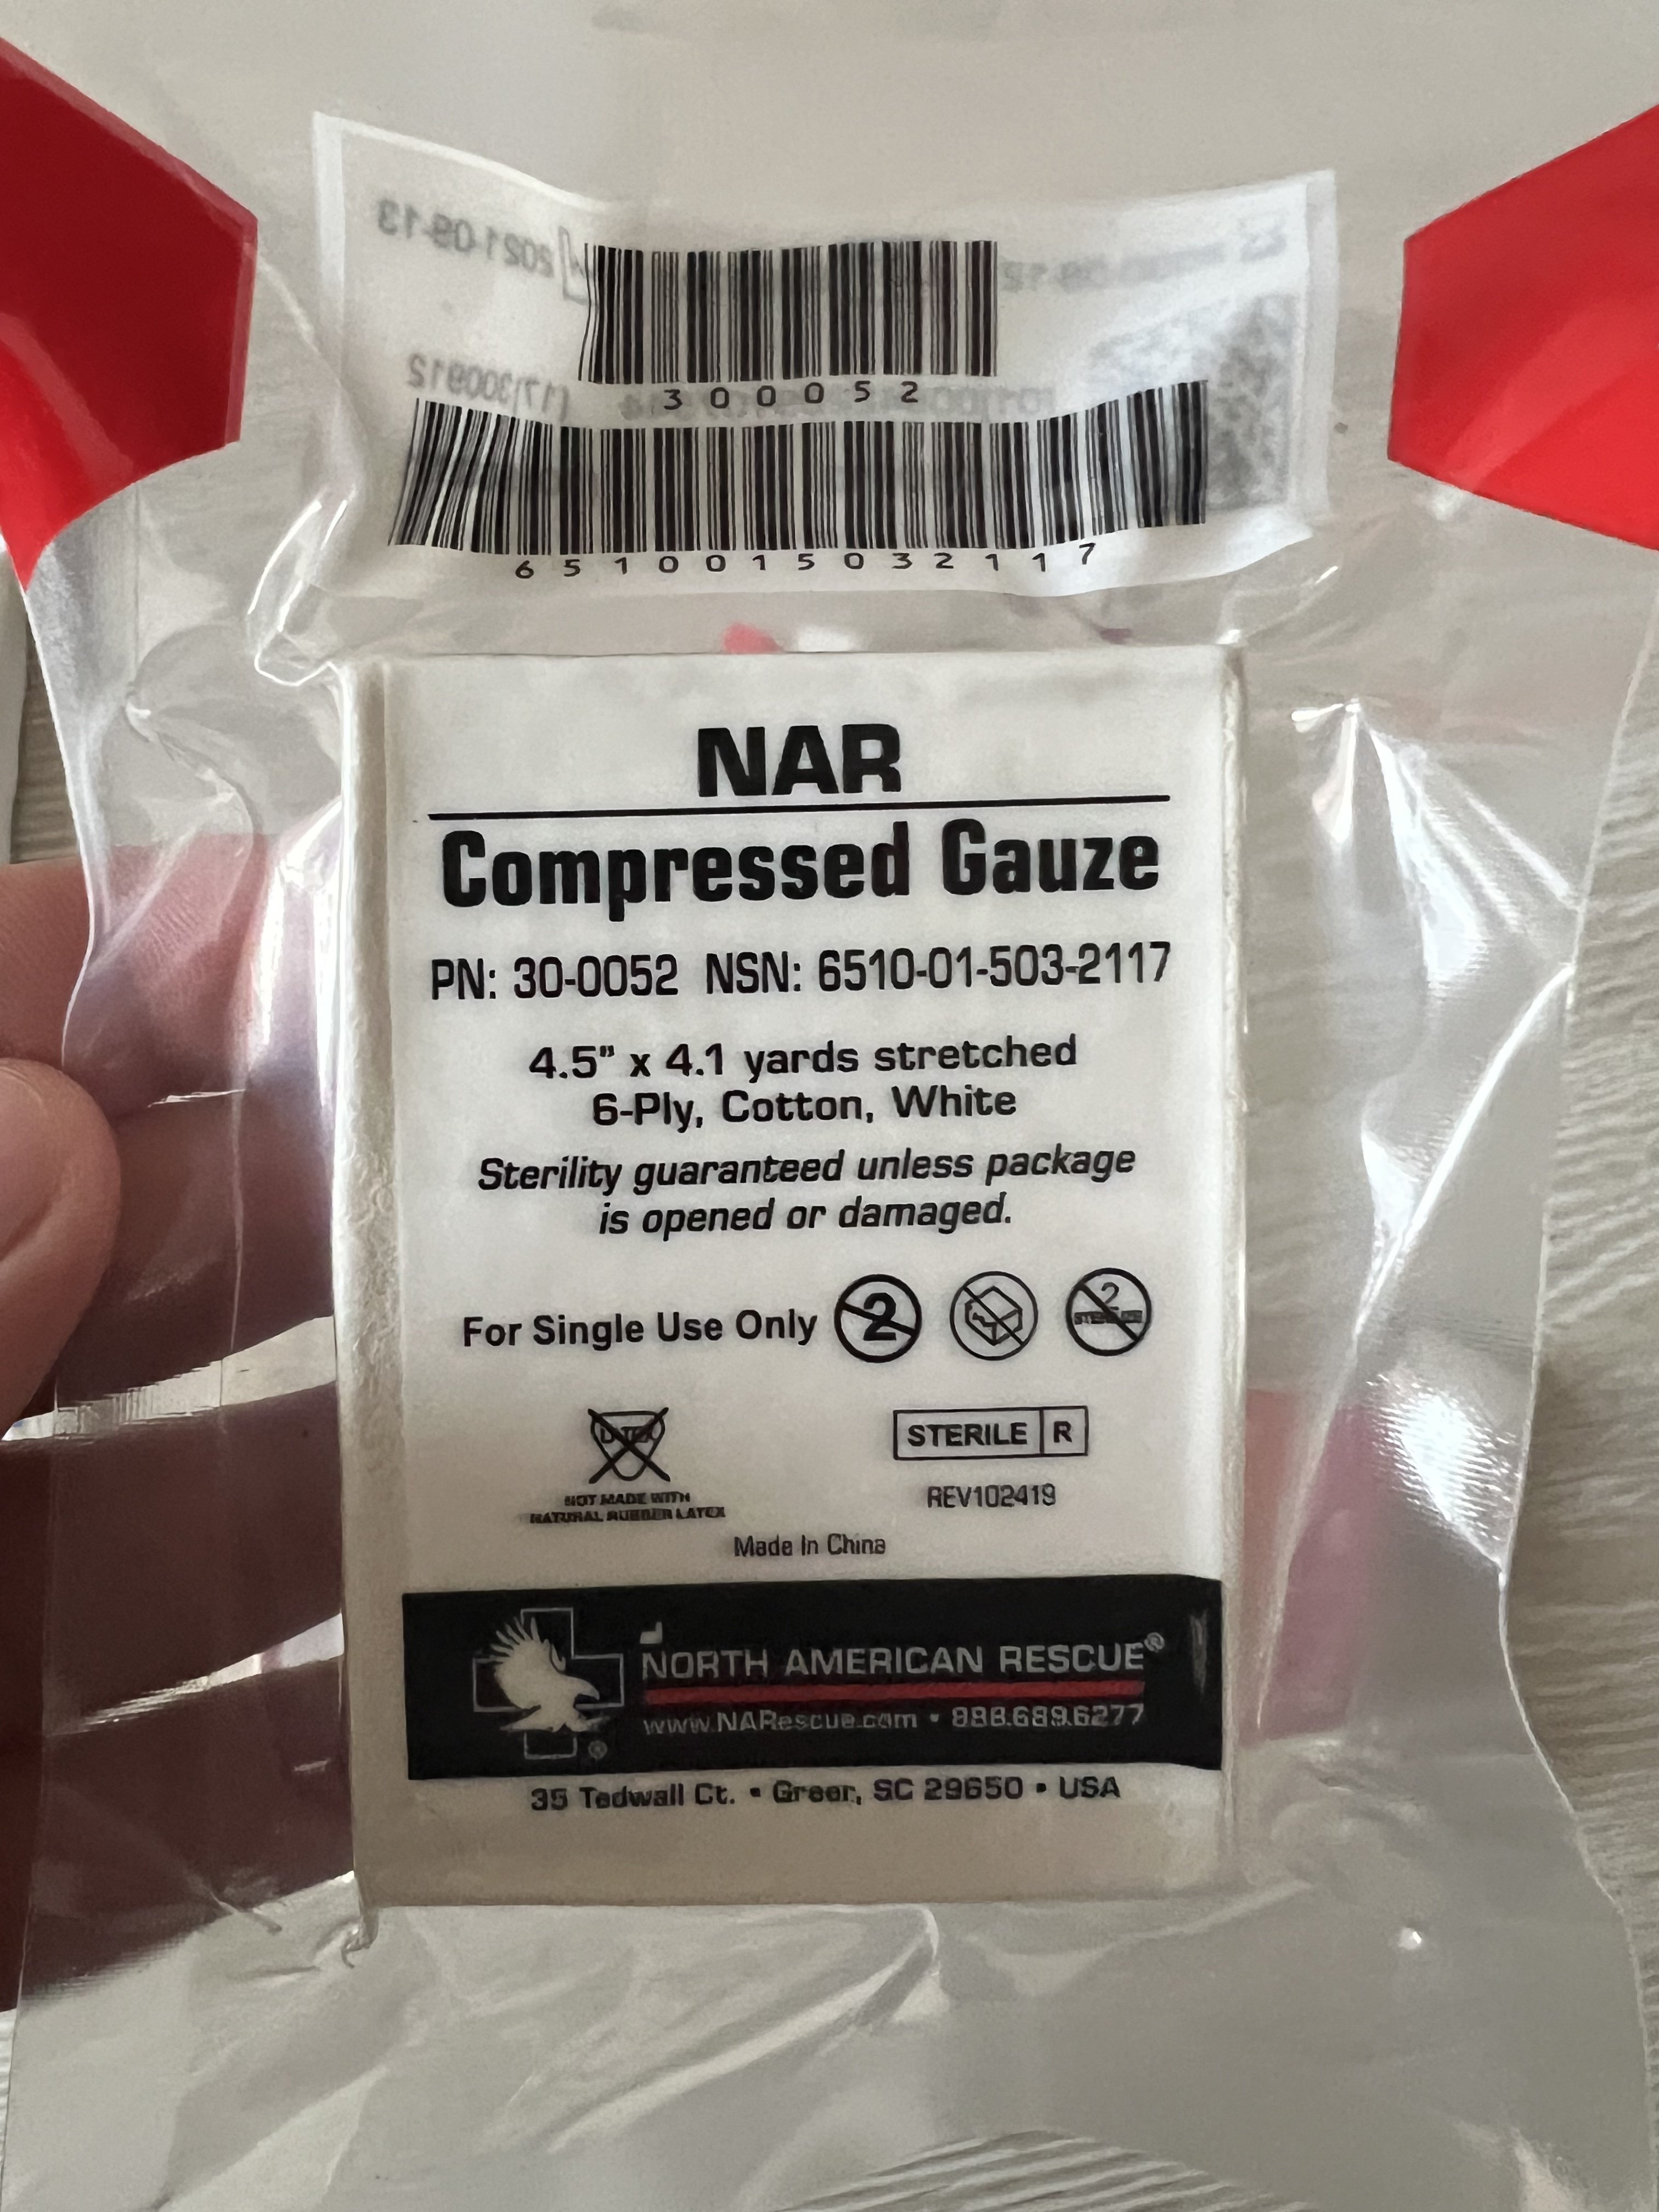 2021-09-13
(17)300912
300052
6510015032117
NAR
Compressed Gauze
PN: 30-0052 NSN: 6510-01-503-2117
4.5" x 4.1 yards stretched
6-Ply, Cotton, White
Sterility guaranteed unless package
is opened or damaged.
For Single Use Only 2 2
NOT MADE WITH
NATURAL RUBBER LATEX
STERILE R
REV102419
Made In China
NORTH AMERICAN RESCUE®
www.NARescue.com • 888.689.6277
®
35 Tedwall Ct. • Greer, SC 29650 • USA